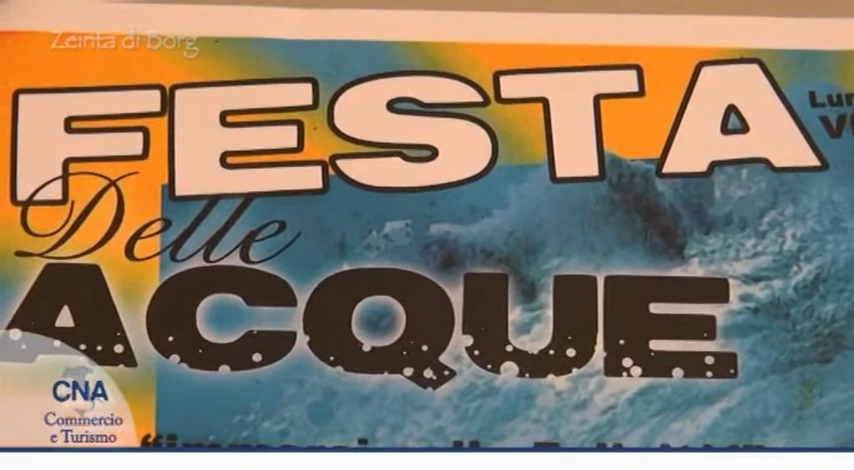 Zeinta di Borg
FESTA
Delle
ACQUE
CNA
Commercio
e Turismo